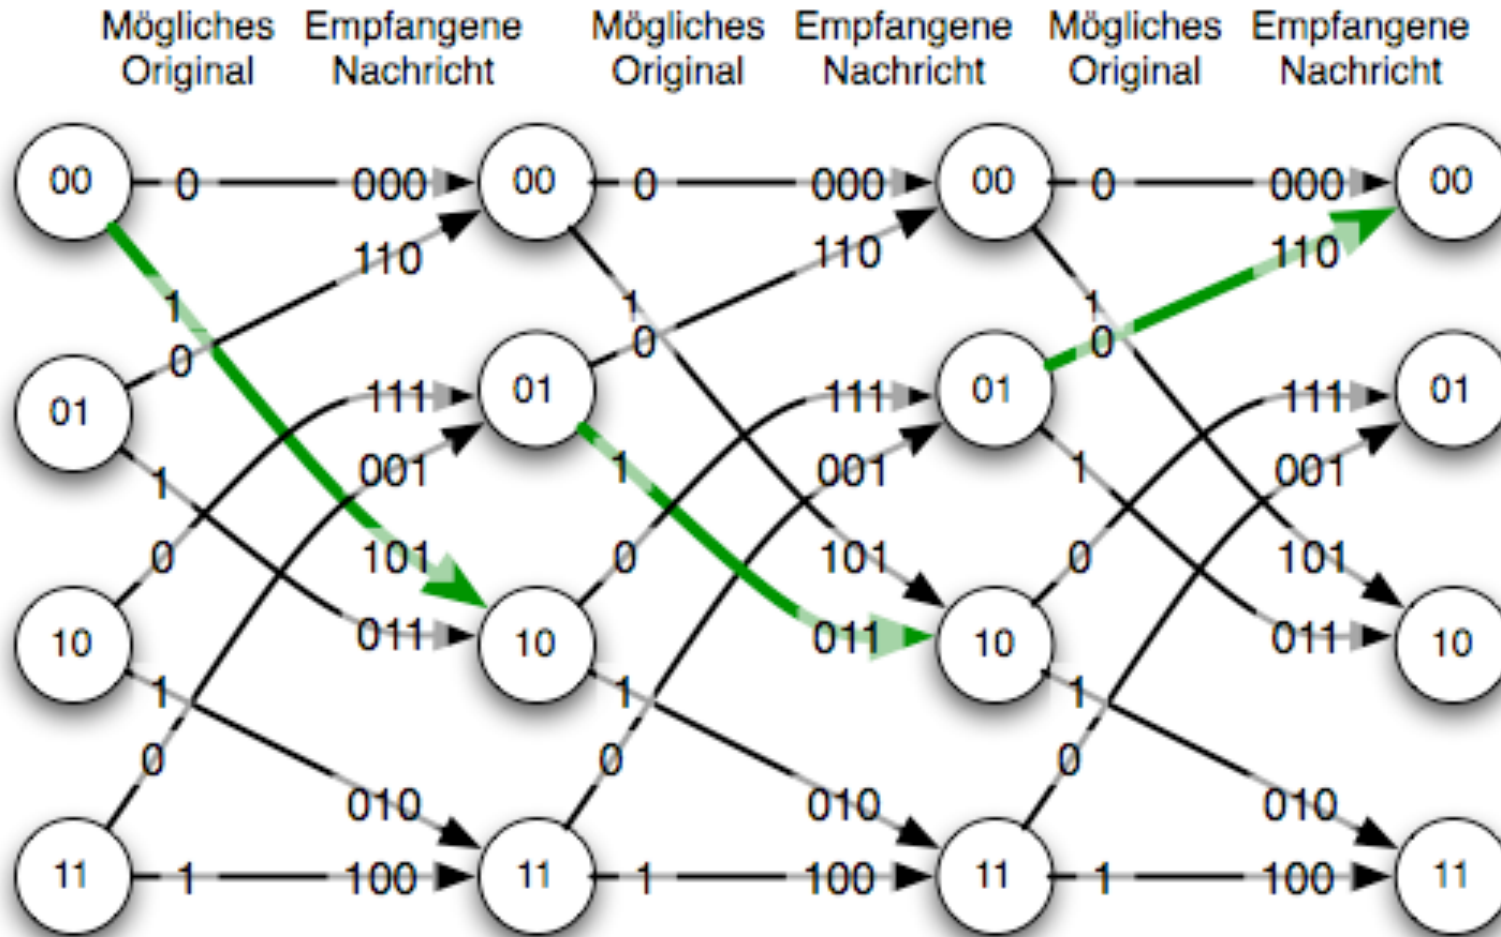 Mögliches Empfangene Mögliches Empfangene Mögliches Empfangene
Original Nachricht Original Nachricht Original Nachricht
00 0 000 00 0 000 00 0 000 00
110 110 110
1 1 1
0 0 0
01 111 01 111 01 111 01
1 001 1 001 1 001
0 101 0 101 0 101
10 011 10 011 10 011 10
1 1 1
0 0 0
010 010 010
11 1 100 11 1 100 11 1 100 11